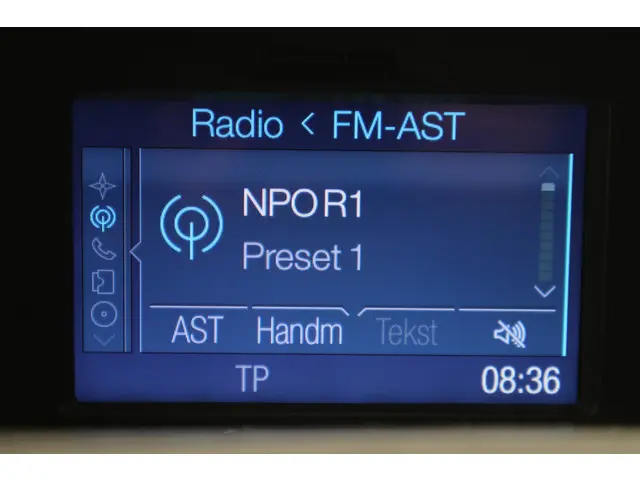 Radio < FM-AST
NPO R1
Preset 1
AST Handm Tekst
TP 08:36